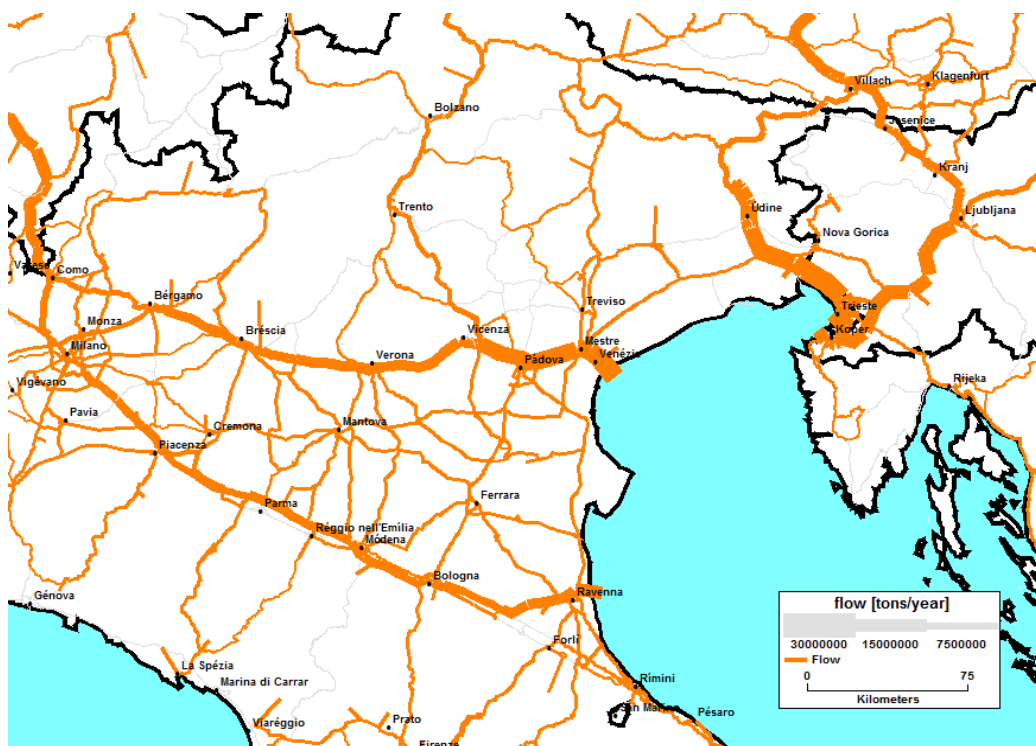 Villach
Klagenfurt
Bolzano
Jesenice
Kranj
Trento
Udine
Ljubljana
Nova Gorica
Varese
Como
Bérgamo
Treviso
Trieste
Monza
Bréscia
Vicenza
Koper
Milano
Verona
Mestre
Venézia
Pádova
Vigévano
Rijeka
Pavia
Cremona
Mantova
Piacenza
Ferrara
Parma
Réggio nell'Emília
Módena
Bologna
Génova
Ravenna
flow [tons/year]
30000000 15000000 7500000
Flow
0 75
Kilometers
Forlì
La Spézia
Marina di Carrar
Rímini
San Marino
Pésaro
Viaréggio
Prato
Firenze